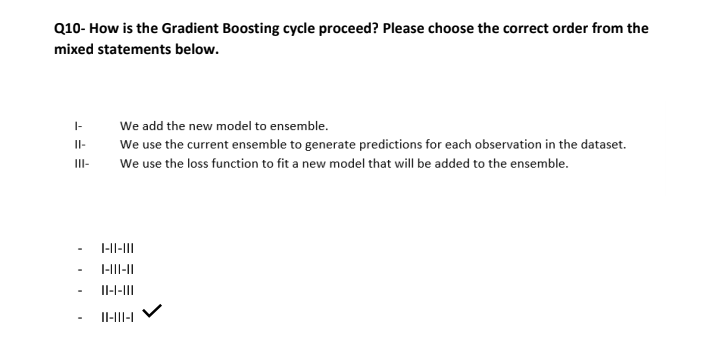 Q10- How is the Gradient Boosting cycle proceed? Please choose the correct order from the
mixed statements below.
I- We add the new model to ensemble.
II- We use the current ensemble to generate predictions for each observation in the dataset.
III- We use the loss function to fit a new model that will be added to the ensemble.
- I-II-III
- I-III-II
- II-I-III
- II-III-I ✓